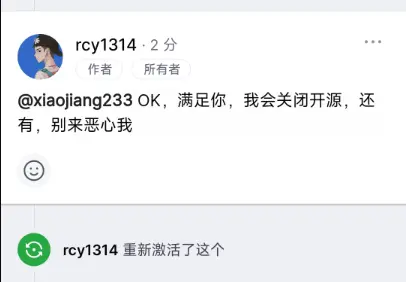 rcy1314 · 2 分
作者 所有者
@xiaojiang233 OK，满足你，我会关闭开源，还
有，别来恶心我
rcy1314 重新激活了这个